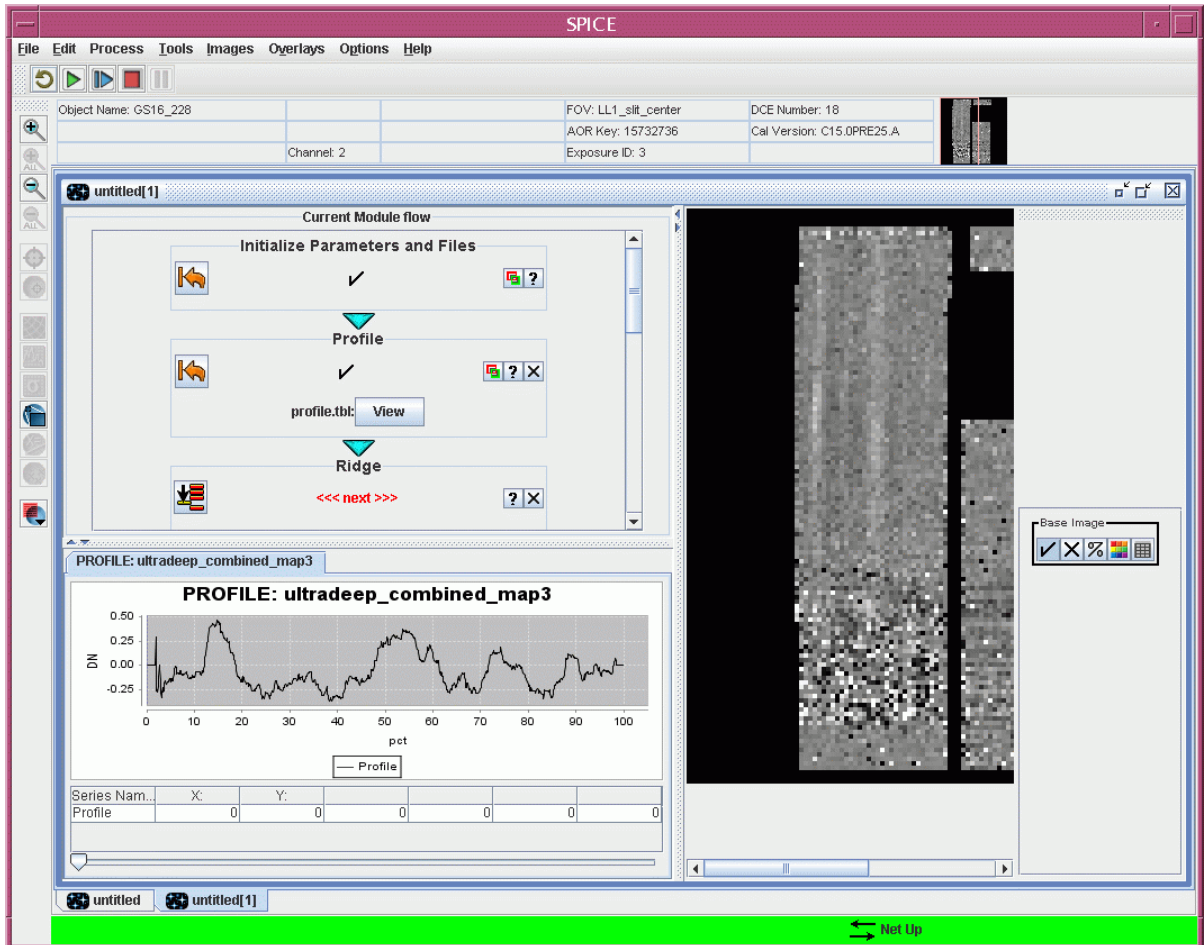 SPICE
File Edit Process Tools Images Overlays Options Help
Object Name: GS16_228 FOV: LL1_slit_center DCE Number: 18
AOR Key: 15732736 Cal Version: C15.0PRE25.A
Channel: 2 Exposure ID: 3
ALL
ALL
untitled[1]
Current Module flow
Initialize Parameters and Files
?
Profile
? X
profile.tbl: View
Ridge
<<< next >>>
? X
Base Image
PROFILE: ultradeep_combined_map3
PROFILE: ultradeep_combined_map3
DN
0.50
0.25
0.00
-0.25
0 10 20 30 40 50 60 70 80 90 100
pct
Profile
Series Nam... X: Y:
Profile 0 0 0 0 0 0
untitled untitled[1]
Net Up